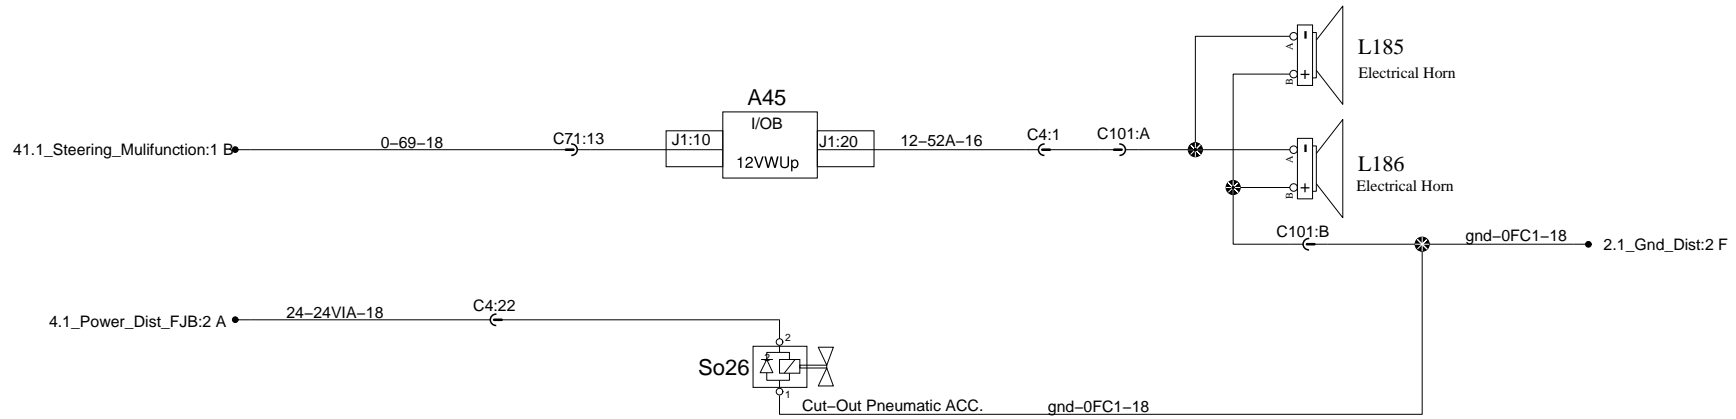 L185
Electrical Horn
A
B
A45
I/OB
12VWUp
J1:10
J1:20
41.1_Steering_Mulifunction:1 B
0-69-18
C71:13
12-52A-16
C4:1
C101:A
A
B
L186
Electrical Horn
C101:B
gnd-0FC1-18
2.1_Gnd_Dist:2 F
4.1_Power_Dist_FJB:2 A
24-24VIA-18
C4:22
2
So26
1
Cut-Out Pneumatic ACC.
gnd-0FC1-18